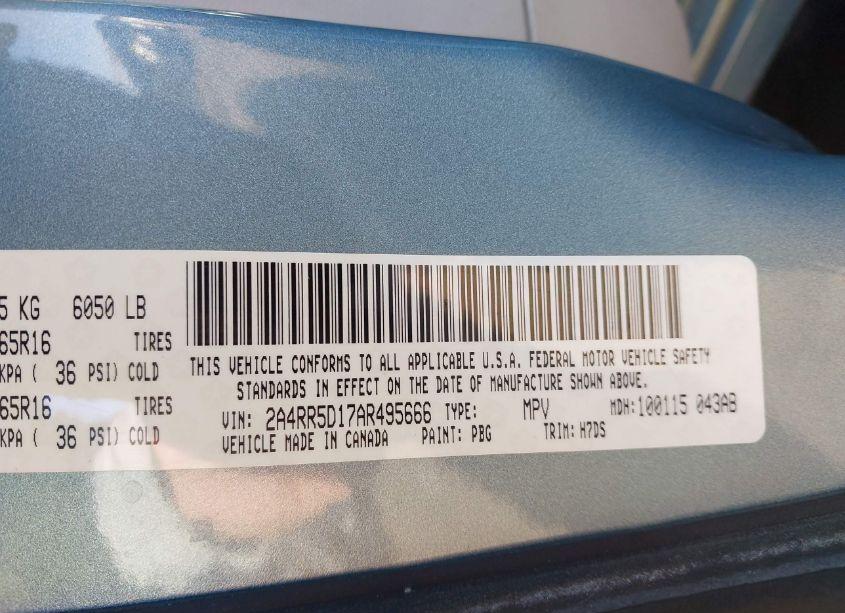 5 KG 6050 LB
65R16 TIRES
KPA ( 36 PSI) COLD
65R16 TIRES
KPA ( 36 PSI) COLD
THIS VEHICLE CONFORMS TO ALL APPLICABLE U.S.A. FEDERAL MOTOR VEHICLE SAFETY
STANDARDS IN EFFECT ON THE DATE OF MANUFACTURE SHOWN ABOVE.
VIN: 2A4RR5D17AR495666 TYPE: MPV MDH:100115 043AB
VEHICLE MADE IN CANADA PAINT: PBG TRIM: H7DS